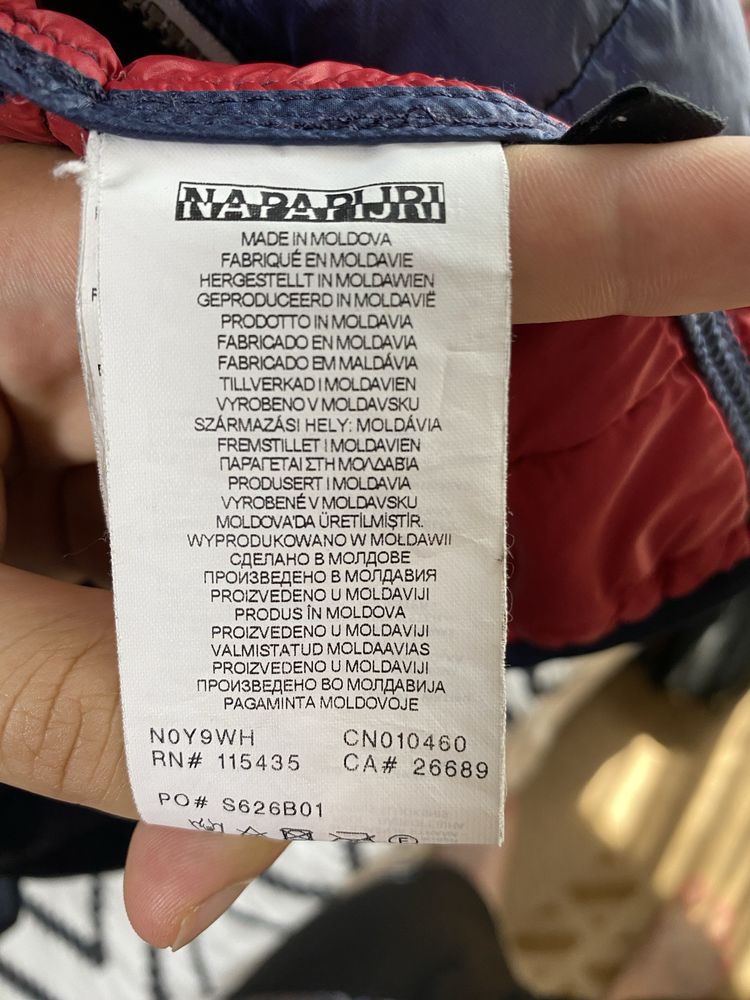 NAPAPIJRI
MADE IN MOLDOVA
FABRIQUÉ EN MOLDAVIE
HERGESTELLT IN MOLDAWIEN
GEPRODUCEERD IN MOLDAVIË
PRODOTTO IN MOLDAVIA
FABRICADO EN MOLDAVIA
FABRICADO EM MALDÁVIA
TILLVERKAD I MOLDAVIEN
VYROBENO V MOLDAVSKU
SZÁRMAZÁSI HELY: MOLDÁVIA
FREMSTILLET I MOLDAVIEN
ΠΑΡΑΓΕΤΑΙ ΣΤΗ ΜΟΛΔΑΒΙΑ
PRODUSERT I MOLDAVIA
VYROBENÉ V MOLDAVSKU
MOLDOVA'DA ÜRETİLMİŞTİR.
WYPRODUKOWANO W MOŁDAWII
СДЕЛАНО В МОЛДОВЕ
ПРОИЗВЕДЕНО В МОЛДАВИЯ
PROIZVEDENO U MOLDAVIJI
PRODUS ÎN MOLDOVA
PROIZVEDENO U MOLDAVIJI
VALMISTATUD MOLDAAVIAS
PROIZVEDENO U MOLDAVIJI
ПРОИЗВЕДЕНО ВО МОЛДАВИЈА
PAGAMINTA MOLDOVOJE
N0Y9WH CN010460
RN# 115435 CA# 26689
PO# S626B01